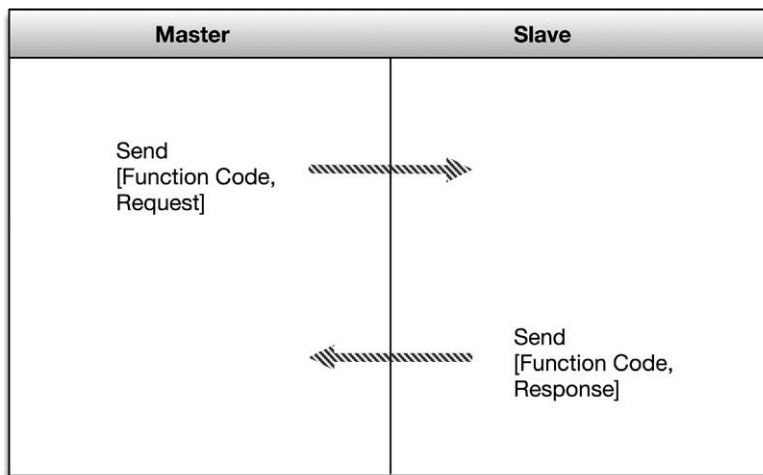 Master
Slave
Send
[Function Code,
Request]
Send
[Function Code,
Response]